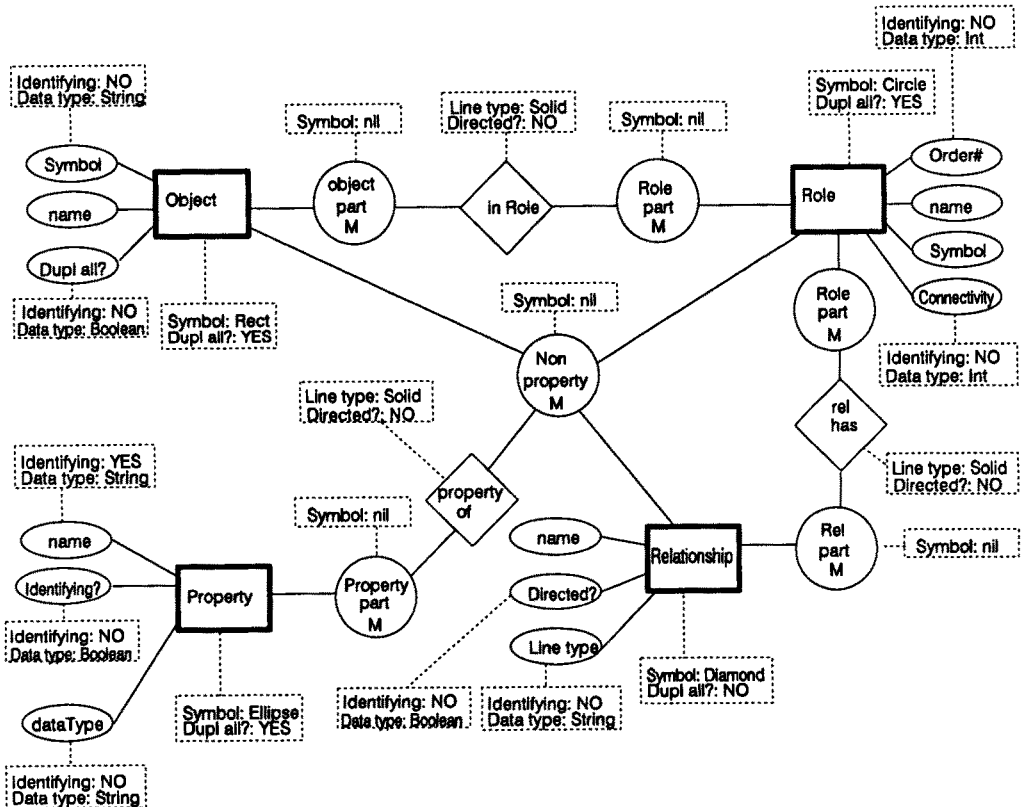 Identifying: NO
Data type: Int
Identifying: NO
Data type: String
Symbol: nil
Line type: Solid
Directed?: NO
Symbol: nil
Symbol: Circle
Dupl all?: YES
Symbol
name
Dupl all?
Object
object
part
M
in Role
Role
part
M
Role
Order#
name
Symbol
Connectivity
Identifying: NO
Data type: Boolean
Symbol: Rect
Dupl all?: YES
Symbol: nil
Non
property
M
Role
part
M
Identifying: NO
Data type: Int
Line type: Solid
Directed?: NO
rel
has
Line type: Solid
Directed?: NO
Identifying: YES
Data type: String
property
of
Symbol: nil
name
Identifying?
dataType
Property
Property
part
M
name
Directed?
Line type
Relationship
Rel
part
M
Symbol: nil
Identifying: NO
Data type: Boolean
Symbol: Ellipse
Dupl all?: YES
Identifying: NO
Data type: Boolean
Identifying: NO
Data type: String
Symbol: Diamond
Dupl all?: NO
Identifying: NO
Data type: String